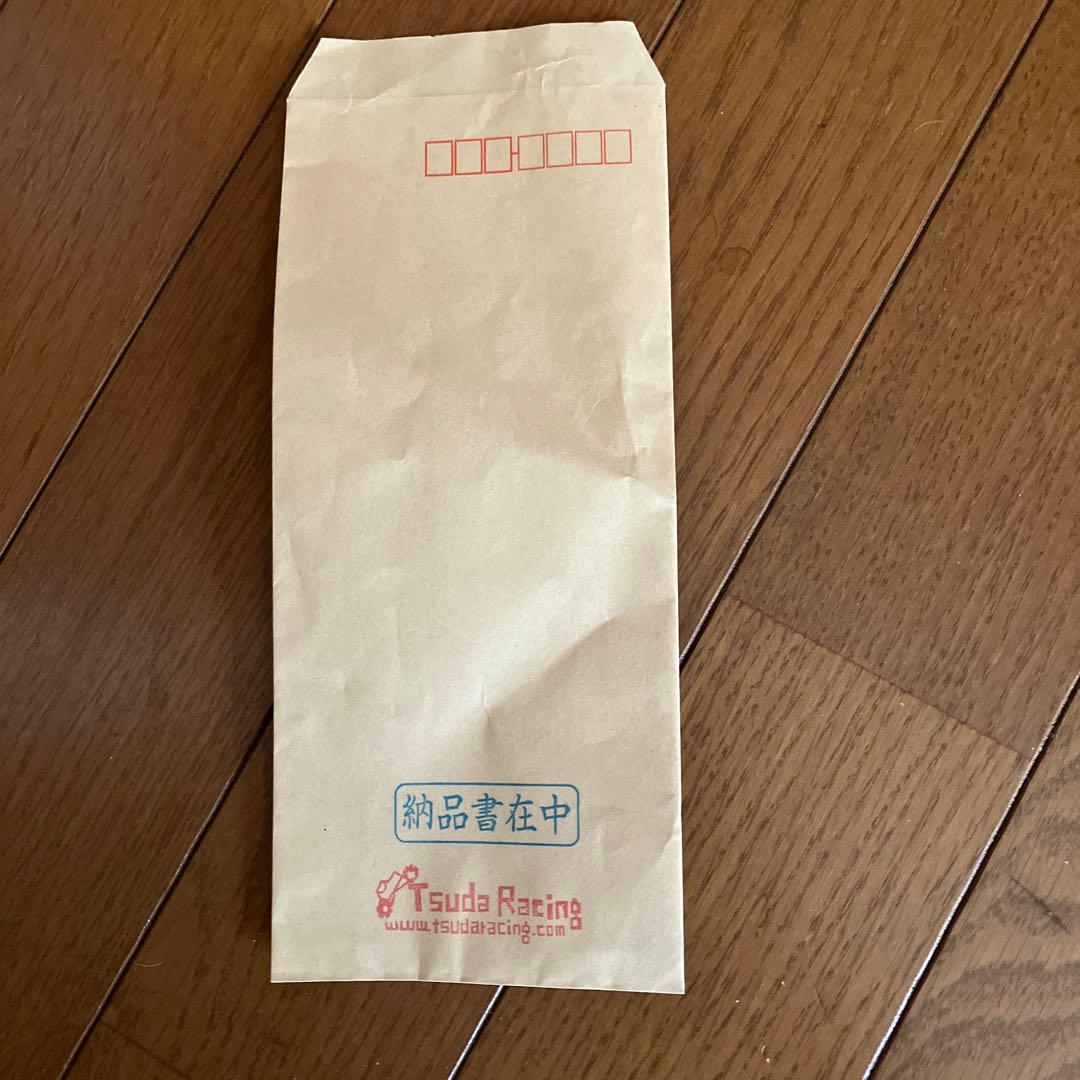 納品書在中
Tsuda Racing
www.tsudaracing.com